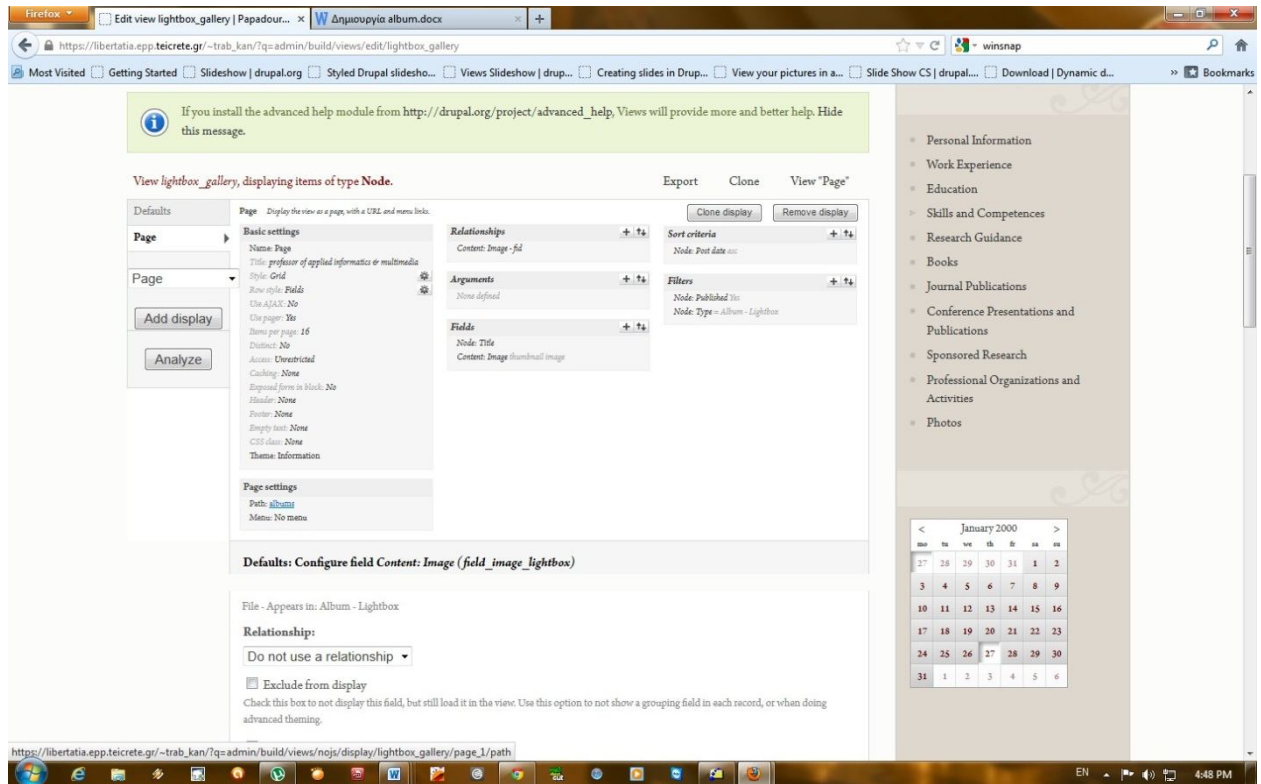 Firefox
Edit view lightbox_gallery | Papadour... ×
Δημιουργία album.docx ×
+
https://libertatia.epp.teicrete.gr/~trab_kan/?q=admin/build/views/edit/lightbox_gallery
winsnap
Most Visited Getting Started Slideshow | drupal.org Styled Drupal slidesho... Views Slideshow | drup... Creating slides in Drup... View your pictures in a... Slide Show CS | drupal.... Download | Dynamic d... » Bookmarks
If you install the advanced help module from http://drupal.org/project/advanced_help, Views will provide more and better help. Hide
this message.
View lightbox_gallery, displaying items of type Node.
Export Clone View "Page"
Defaults
Page
Page
Add display
Analyze
Page Display the view as a page, with a URL and menu links.
Clone display Remove display
Basic settings
Name: Page
Title: professor of applied informatics & multimedia
Style: Grid
Row style: Fields
Use AJAX: No
Use pager: Yes
Items per page: 16
Distinct: No
Access: Unrestricted
Caching: None
Exposed form in block: No
Header: None
Footer: None
Empty text: None
CSS class: None
Theme: Information
Page settings
Path: albums
Menu: No menu
Relationships
Content: Image - fid
Arguments
None defined
Fields
Node: Title
Content: Image thumbnail image
Sort criteria
Node: Post date asc
Filters
Node: Published Yes
Node: Type = Album - Lightbox
Defaults: Configure field Content: Image (field_image_lightbox)
File - Appears in: Album - Lightbox
Relationship:
Do not use a relationship
Exclude from display
Check this box to not display this field, but still load it in the view. Use this option to not show a grouping field in each record, or when doing
advanced theming.
Personal Information
Work Experience
Education
Skills and Competences
Research Guidance
Books
Journal Publications
Conference Presentations and
Publications
Sponsored Research
Professional Organizations and
Activities
Photos
< January 2000 >
mo tu we th fr sa su
27 28 29 30 31 1 2
3 4 5 6 7 8 9
10 11 12 13 14 15 16
17 18 19 20 21 22 23
24 25 26 27 28 29 30
31 1 2 3 4 5 6
https://libertatia.epp.teicrete.gr/~trab_kan/?q=admin/build/views/nojs/display/lightbox_gallery/page_1/path
EN 4:48 PM